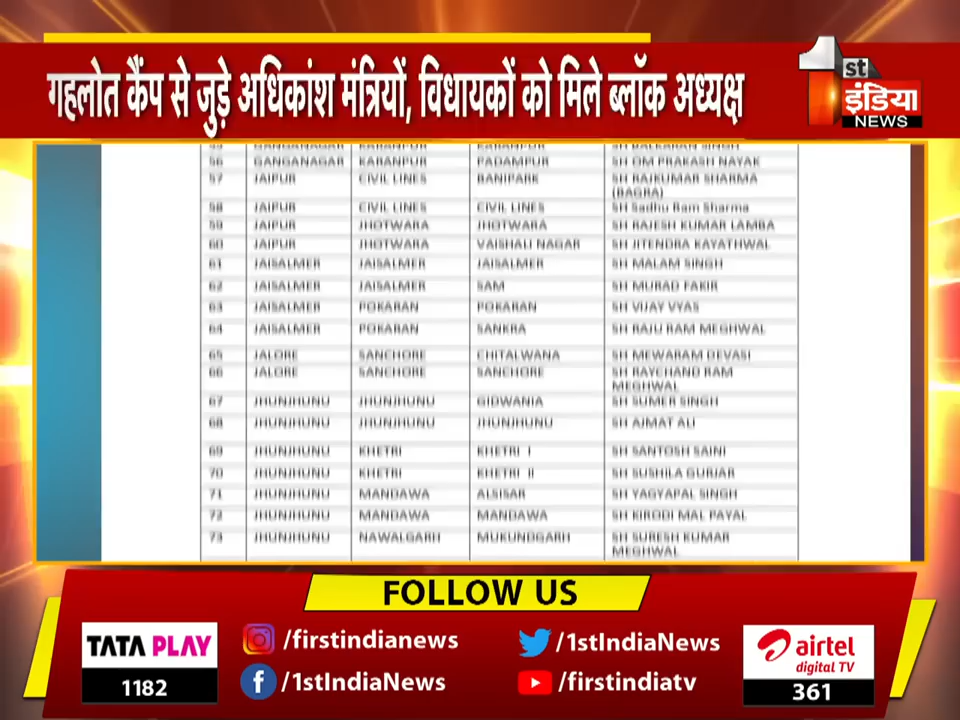 गहलोत कैंप से जुड़े अधिकांश मंत्रियों, विधायकों को मिले ब्लॉक अध्यक्ष
1st
इंडिया
NEWS
56 GANGANAGAR KARANPUR PADAMPUR SH OM PRAKASH NAYAK
57 JAIPUR CIVIL LINES BANIPARK SH RAJKUMAR SHARMA
(BAGRA)
58 JAIPUR CIVIL LINES CIVIL LINES SH Sadhu Ram Sharma
59 JAIPUR JHOTWARA JHOTWARA SH RAJESH KUMAR LAMBA
60 JAIPUR JHOTWARA VAISHALI NAGAR SH JITENDRA KAYATHWAL
61 JAISALMER JAISALMER JAISALMER SH MALAM SINGH
62 JAISALMER JAISALMER SAM SH MURAD FAKIR
63 JAISALMER POKARAN POKARAN SH VIJAY VYAS
64 JAISALMER POKARAN SANKRA SH RAJU RAM MEGHWAL
65 JALORE SANCHORE CHITALWANA SH MEWARAM DEVASI
66 JALORE SANCHORE SANCHORE SH RAYCHAND RAM
MEGHWAL
67 JHUNJHUNU JHUNJHUNU GIDWANIA SH SUMER SINGH
68 JHUNJHUNU JHUNJHUNU JHUNJHUNU SH AJMAT ALI
69 JHUNJHUNU KHETRI KHETRI I SH SANTOSH SAINI
70 JHUNJHUNU KHETRI KHETRI II SH SUSHILA GURJAR
71 JHUNJHUNU MANDAWA ALSISAR SH YAGYAPAL SINGH
72 JHUNJHUNU MANDAWA MANDAWA SH KIRODI MAL PAYAL
73 JHUNJHUNU NAWALGARH MUKUNDGARH SH SURESH KUMAR
MEGHWAL
FOLLOW US
TATA PLAY
1182
/firstindianews
/1stIndiaNews
/1stIndiaNews
/firstindiatv
airtel
digital TV
361